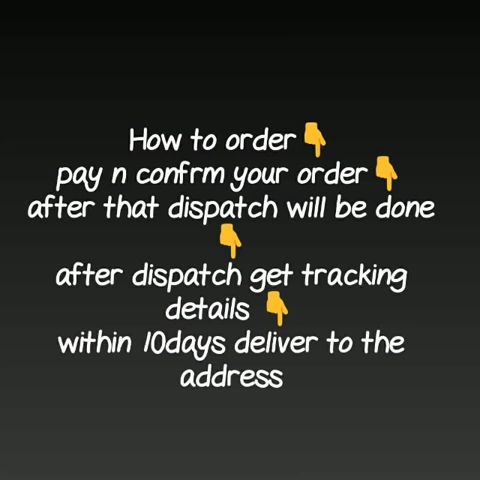 How to order👇
pay n confrm your order👇
after that dispatch will be done
👇
after dispatch get tracking
details 👇
within 10days deliver to the
address